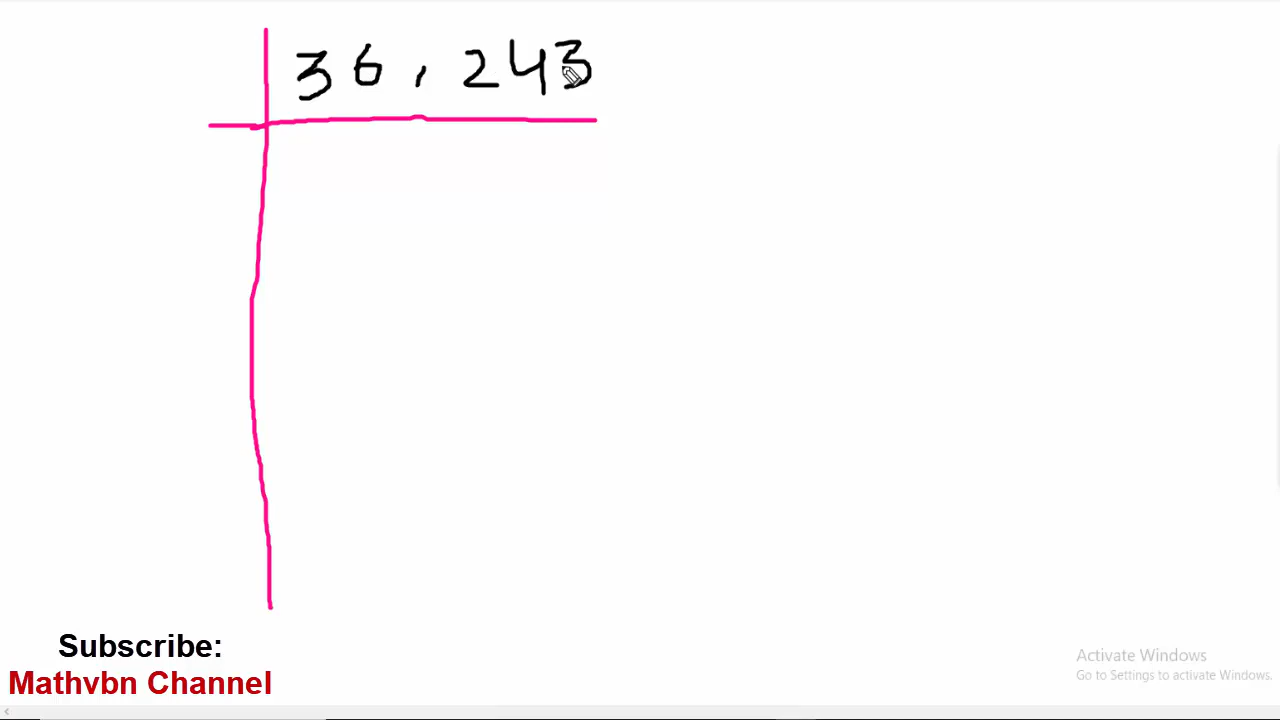 36, 243
Subscribe:
Mathvbn Channel
Activate Windows
Go to Settings to activate Windows.